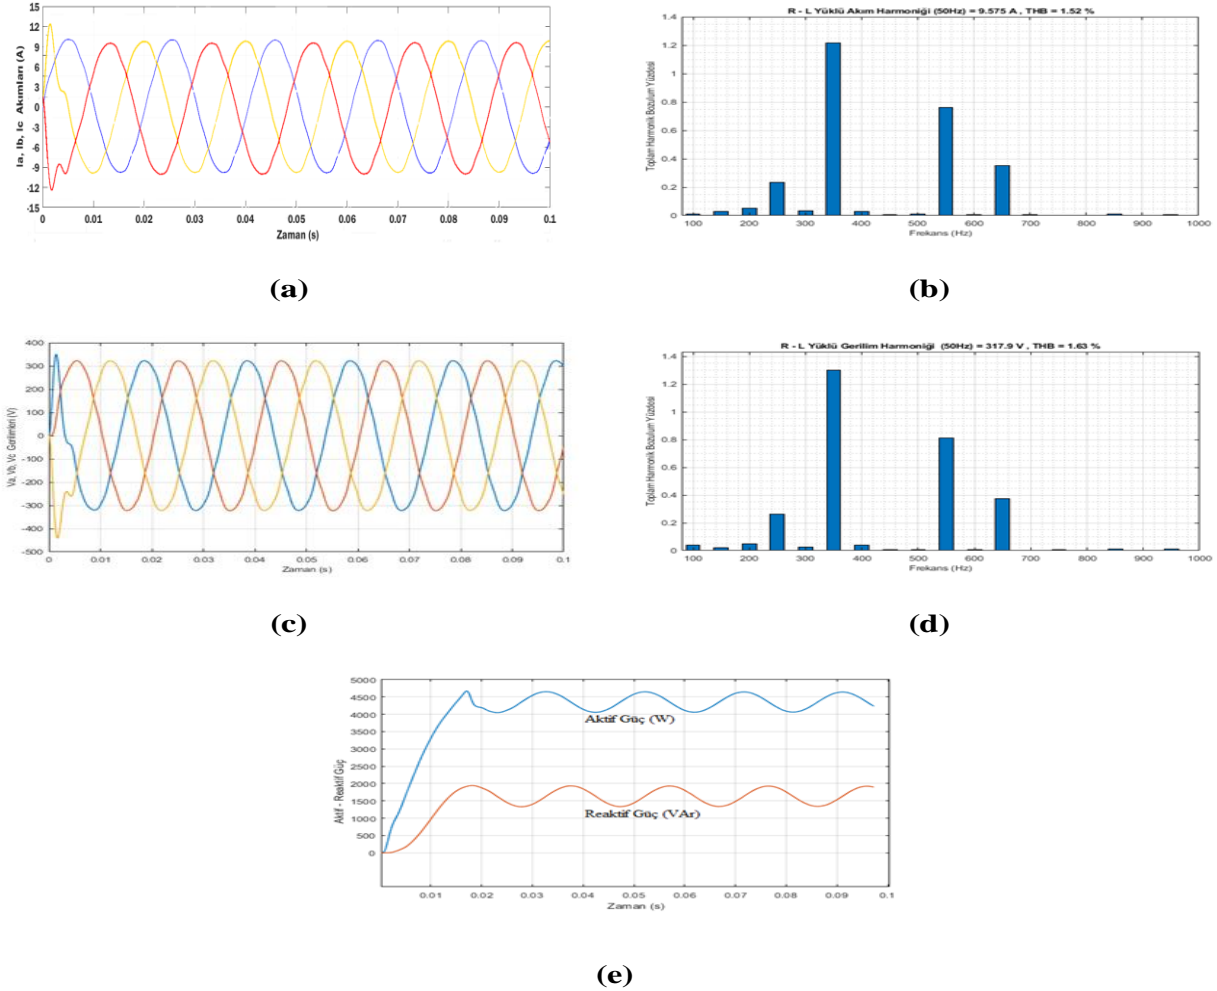 15
12
9
6
3
0
-3
-6
-9
-12
-15
Ia, Ib, Ic Akımları (A)
0 0.01 0.02 0.03 0.04 0.05 0.06 0.07 0.08 0.09 0.1
Zaman (s)
(a)
R - L Yüklü Akım Harmoniği (50Hz) = 9.575 A , THB = 1.52 %
1.4
1.2
1
0.8
0.6
0.4
0.2
0
Toplam Harmonik Bozulum Yüzdesi
100 200 300 400 500 600 700 800 900 1000
Frekans (Hz)
(b)
400
300
200
100
0
-100
-200
-300
-400
-500
Va, Vb, Vc Gerilimleri (V)
0 0.01 0.02 0.03 0.04 0.05 0.06 0.07 0.08 0.09 0.1
Zaman (s)
(c)
R - L Yüklü Gerilim Harmoniği (50Hz) = 317.9 V , THB = 1.63 %
1.4
1.2
1
0.8
0.6
0.4
0.2
0
Toplam Harmonik Bozulum Yüzdesi
100 200 300 400 500 600 700 800 900 1000
Frekans (Hz)
(d)
5000
4500
4000
3500
3000
2500
2000
1500
1000
500
0
Aktif - Reaktif Güç
Aktif Güç (W)
Reaktif Güç (VAr)
0.01 0.02 0.03 0.04 0.05 0.06 0.07 0.08 0.09 0.1
Zaman (s)
(e)